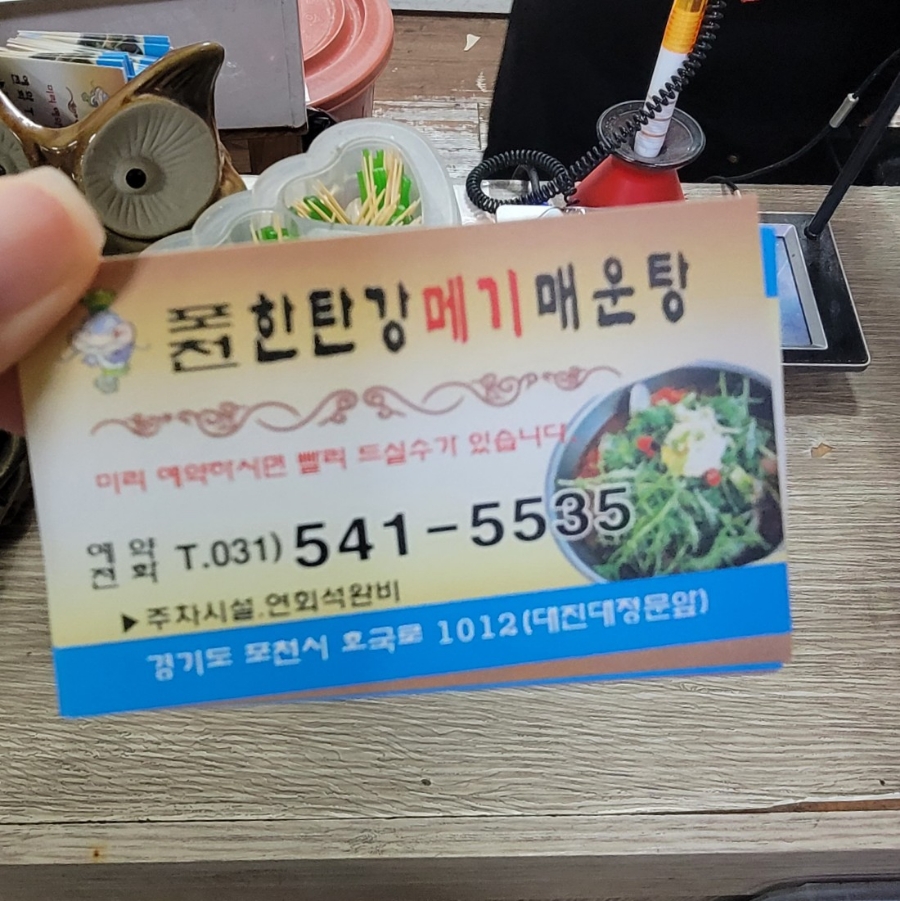 포천 한탄강메기매운탕
미리 예약하시면 빨리 드실수가 있습니다.
예약전화 T.031) 541-5535
▶주차시설.연회석완비
경기도 포천시 호국로 1012(대진대정문앞)